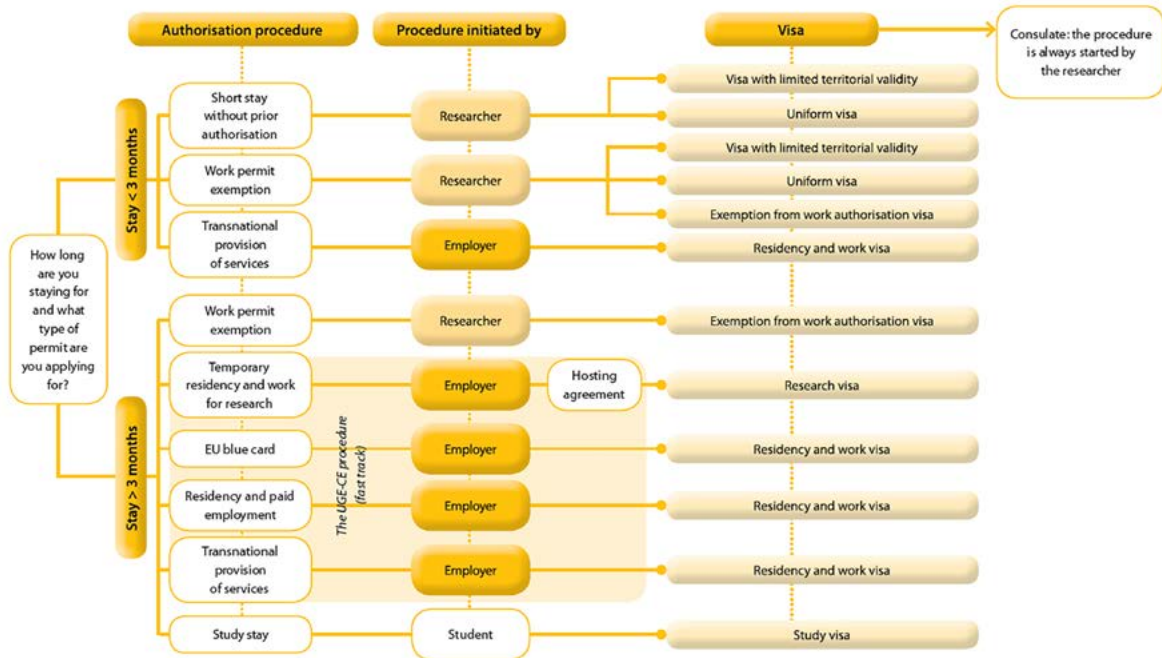 Authorisation procedure
Procedure initiated by
Visa
Consulate: the procedure
is always started by
the researcher
How long
are you
staying for
and what
type of
permit are
you applying
for?
Stay < 3 months
Short stay
without prior
authorisation
Researcher
Visa with limited territorial validity
Uniform visa
Work permit
exemption
Researcher
Visa with limited territorial validity
Uniform visa
Exemption from work authorisation visa
Transnational
provision
of services
Employer
Residency and work visa
Stay > 3 months
Work permit
exemption
Researcher
Exemption from work authorisation visa
The UGE-CE procedure
(fast track)
Temporary
residency and work
for research
Employer
Hosting
agreement
Research visa
EU blue card
Employer
Residency and work visa
Residency and paid
employment
Employer
Residency and work visa
Transnational
provision
of services
Employer
Residency and work visa
Study stay
Student
Study visa